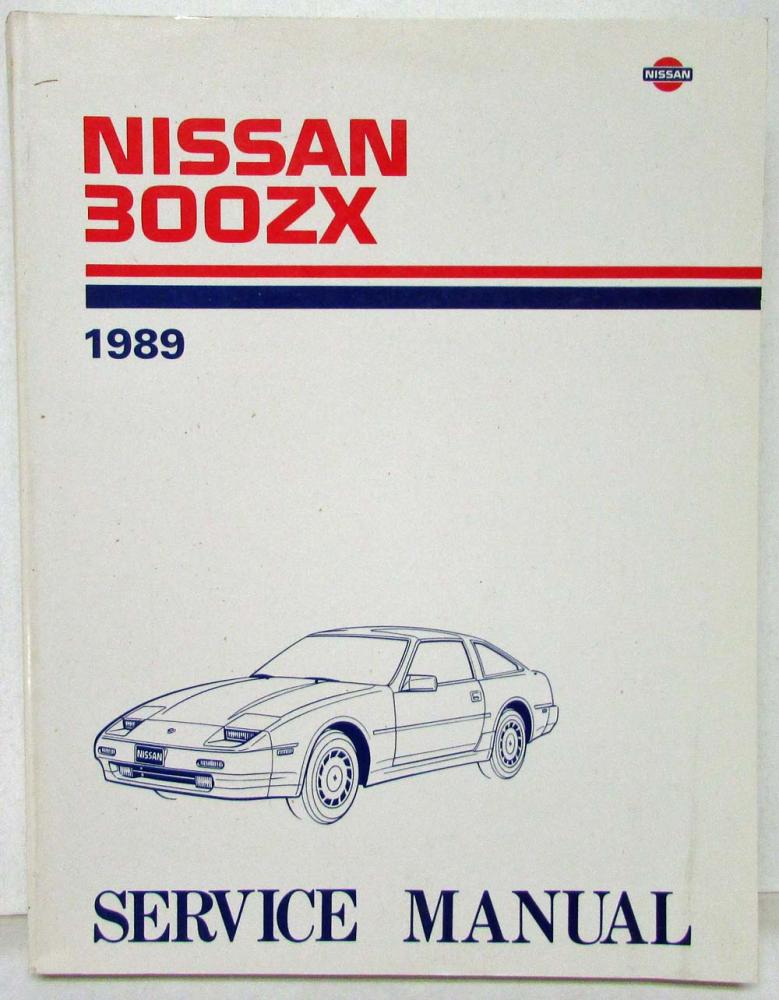 NISSAN
NISSAN
300ZX
1989
NISSAN
SERVICE MANUAL